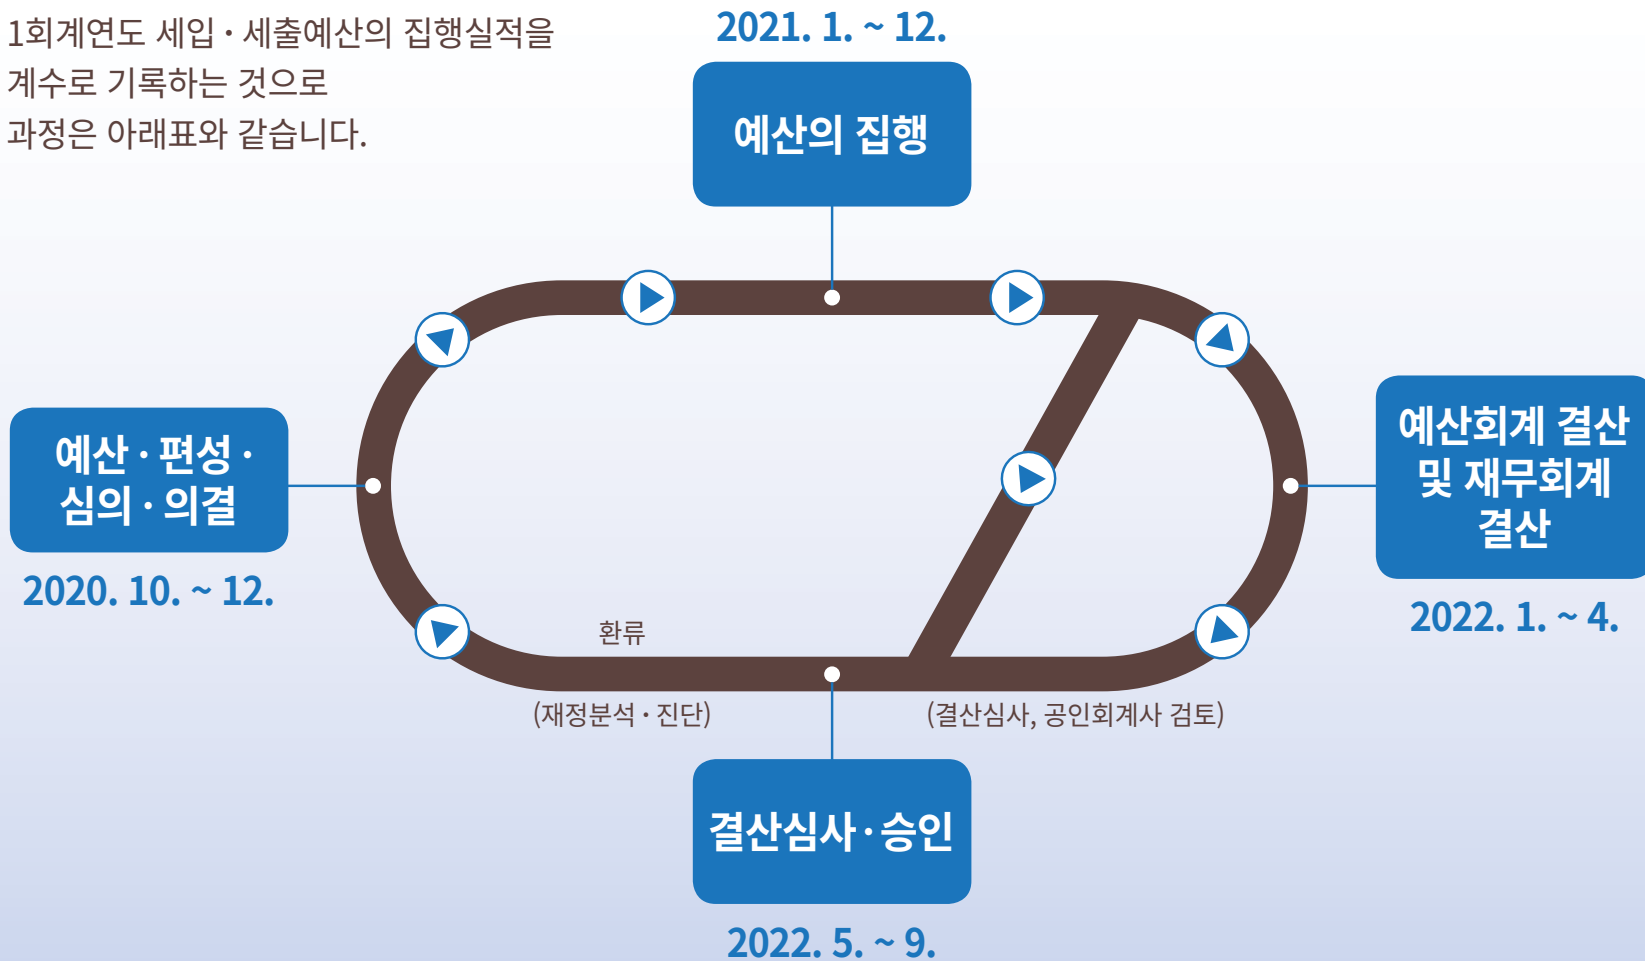 1회계연도 세입・세출예산의 집행실적을
계수로 기록하는 것으로
과정은 아래표와 같습니다.
2021. 1. ~ 12.
예산의 집행
예산・편성・
심의・의결
2020. 10. ~ 12.
예산회계 결산
및 재무회계
결산
2022. 1. ~ 4.
환류
(재정분석・진단)
(결산심사, 공인회계사 검토)
결산심사・승인
2022. 5. ~ 9.